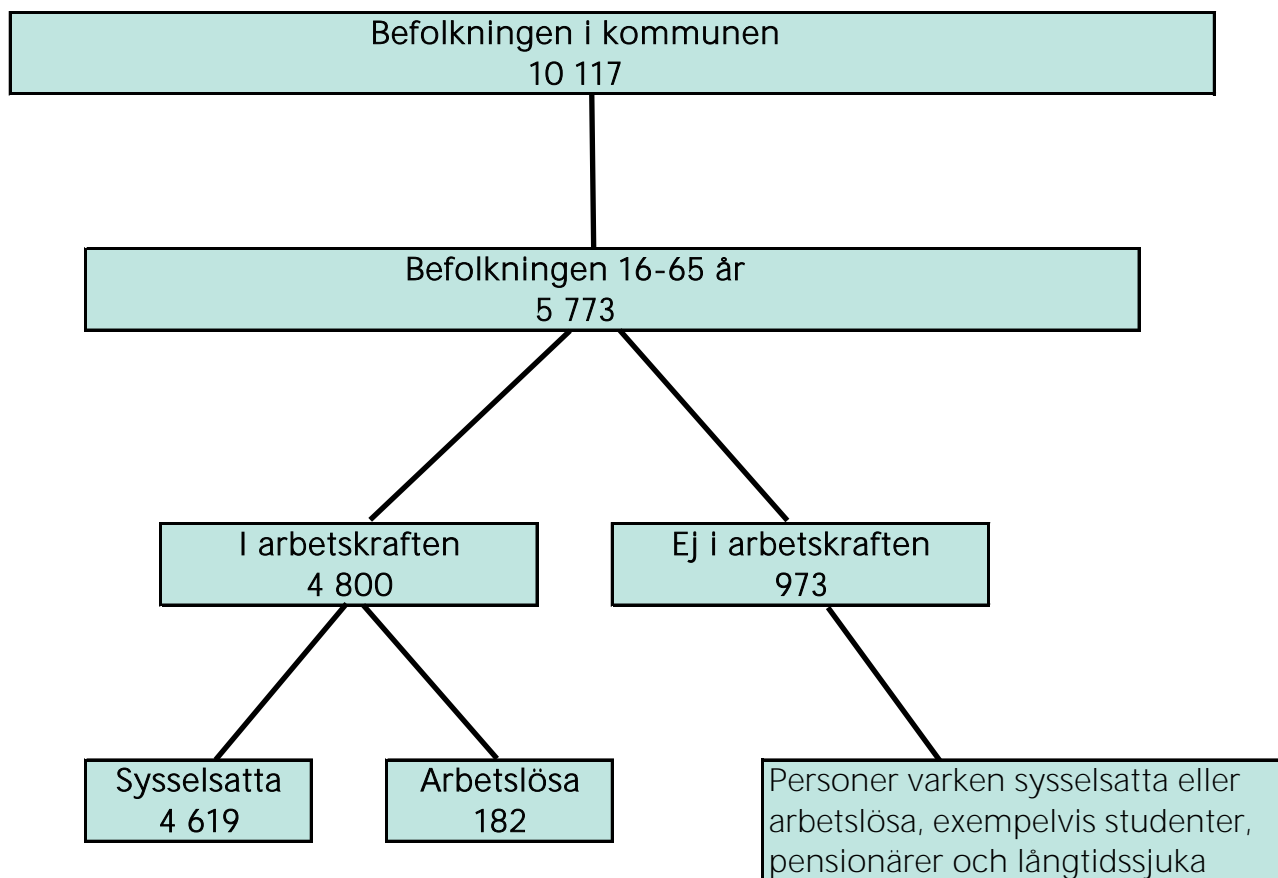 Befolkningen i kommunen
10 117
Befolkningen 16-65 år
5 773
I arbetskraften
4 800
Ej i arbetskraften
973
Sysselsatta
4 619
Arbetslösa
182
Personer varken sysselsatta eller
arbetslösa, exempelvis studenter,
pensionärer och långtidssjuka